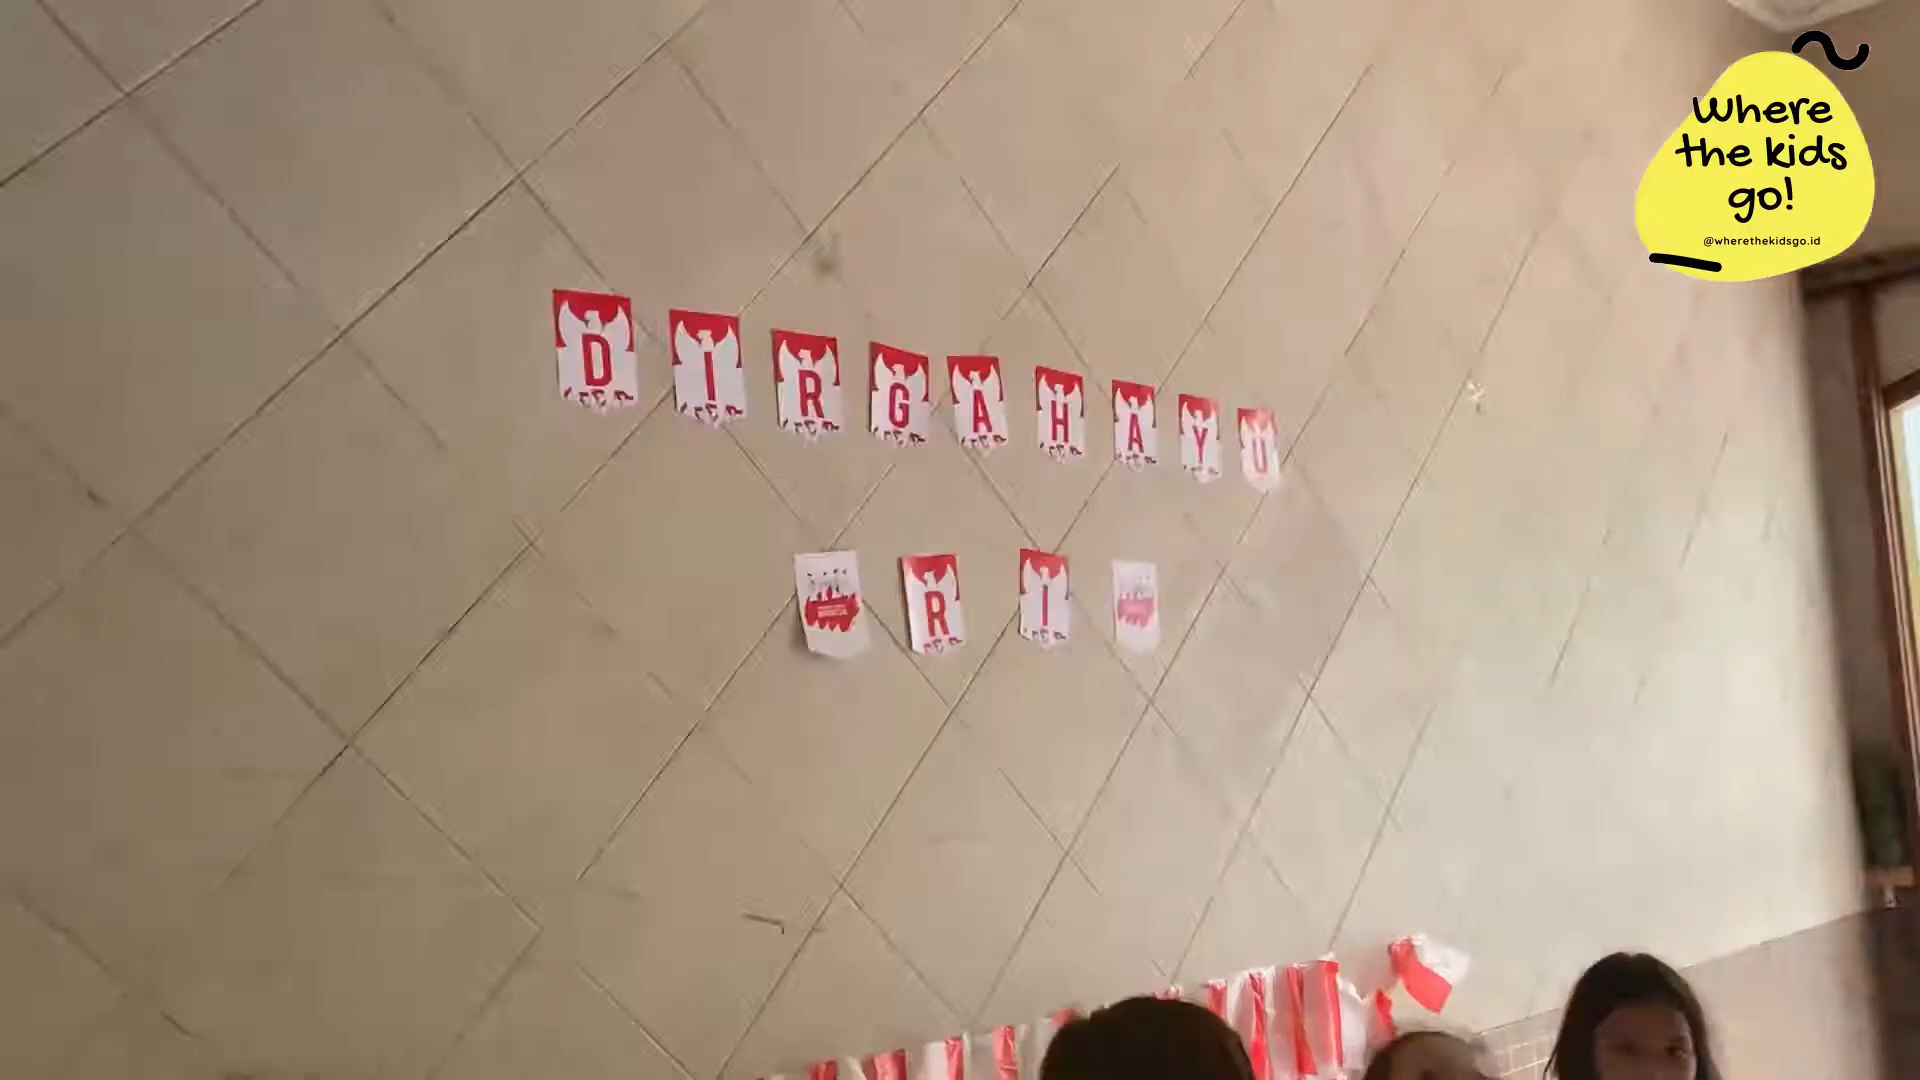 Where
the kids
go!
@wherethekidsgo.id
DIRGAHAYU
RI